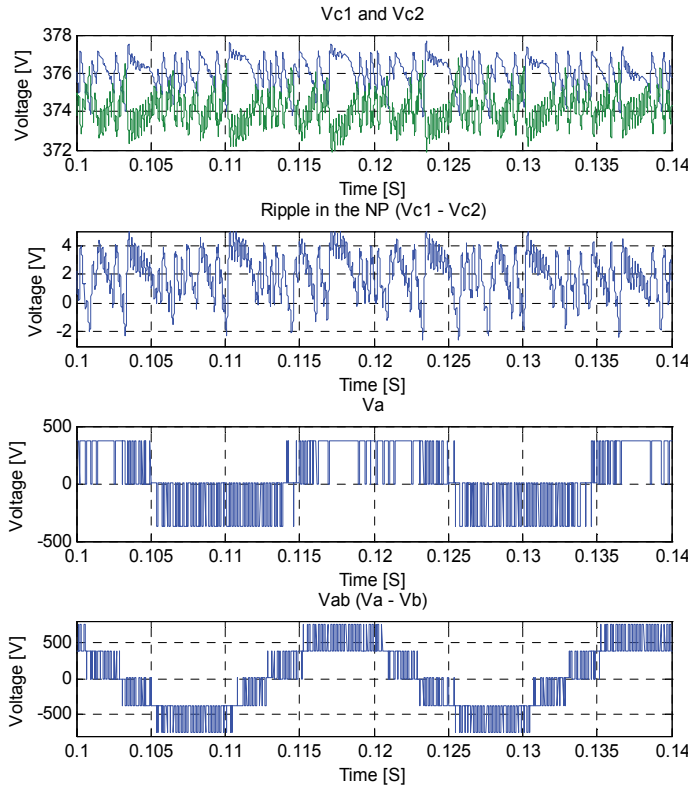 Vc1 and Vc2
Voltage [V]
378
376
374
372
0.1 0.105 0.11 0.115 0.12 0.125 0.13 0.135 0.14
Time [S]
Ripple in the NP (Vc1 - Vc2)
Voltage [V]
4
2
0
-2
0.1 0.105 0.11 0.115 0.12 0.125 0.13 0.135 0.14
Time [S]
Va
Voltage [V]
500
0
-500
0.1 0.105 0.11 0.115 0.12 0.125 0.13 0.135 0.14
Time [S]
Vab (Va - Vb)
Voltage [V]
500
0
-500
0.1 0.105 0.11 0.115 0.12 0.125 0.13 0.135 0.14
Time [S]